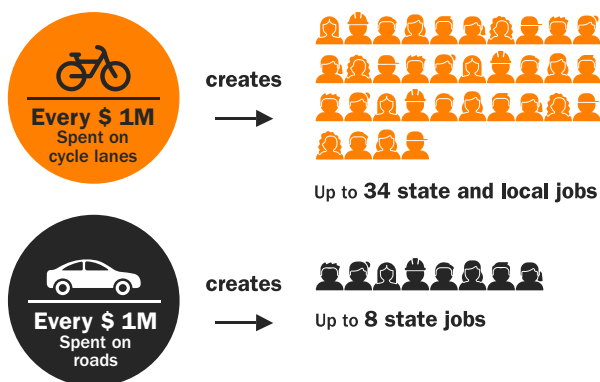 Every $ 1M
Spent on
cycle lanes
creates
Up to 34 state and local jobs
Every $ 1M
Spent on
roads
creates
Up to 8 state jobs